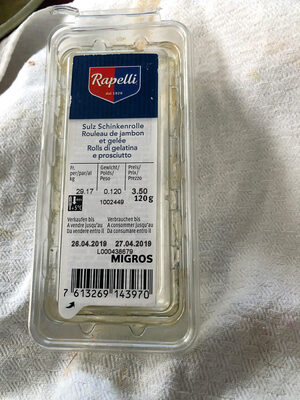 Rapelli
dal 1929
Sulz Schinkenrolle
Rouleau de jambon
et gelée
Rolls di gelatina
e prosciutto
Fr. per/par/al kg
Gewicht/ Poids/ Peso
Preis/ Prix/ Prezzo
29.17 0.120 3.50
120g
1002449
+5°C
Verkaufen bis Verbrauchen bis
A vendre jusqu'au A consommer jusqu'au
Da vendere entro il Da consumare entro il
26.04.2019 27.04.2019
L000438679
MIGROS
7 613269 143970